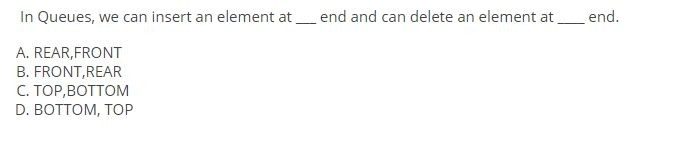 In Queues, we can insert an element at ___ end and can delete an element at ____ end.
A. REAR,FRONT
B. FRONT,REAR
C. TOP,BOTTOM
D. BOTTOM, TOP